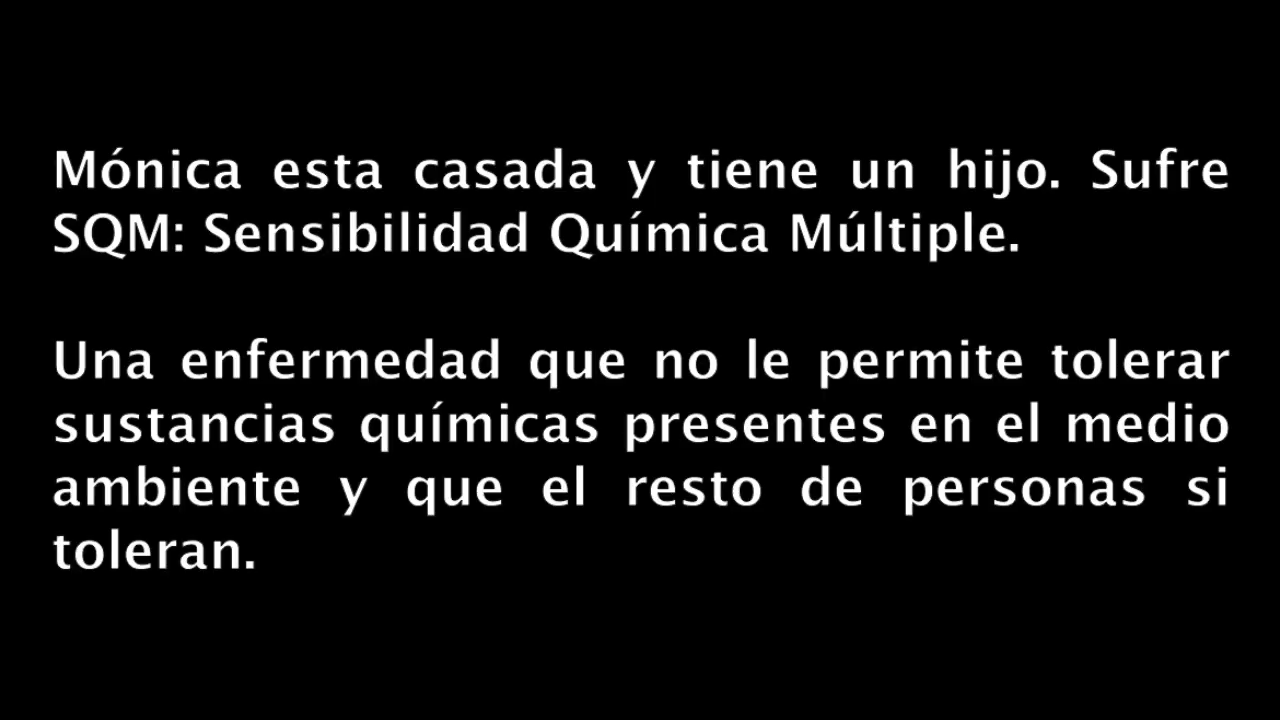 Mónica esta casada y tiene un hijo. Sufre
SQM: Sensibilidad Química Múltiple.
Una enfermedad que no le permite tolerar
sustancias químicas presentes en el medio
ambiente y que el resto de personas si
toleran.